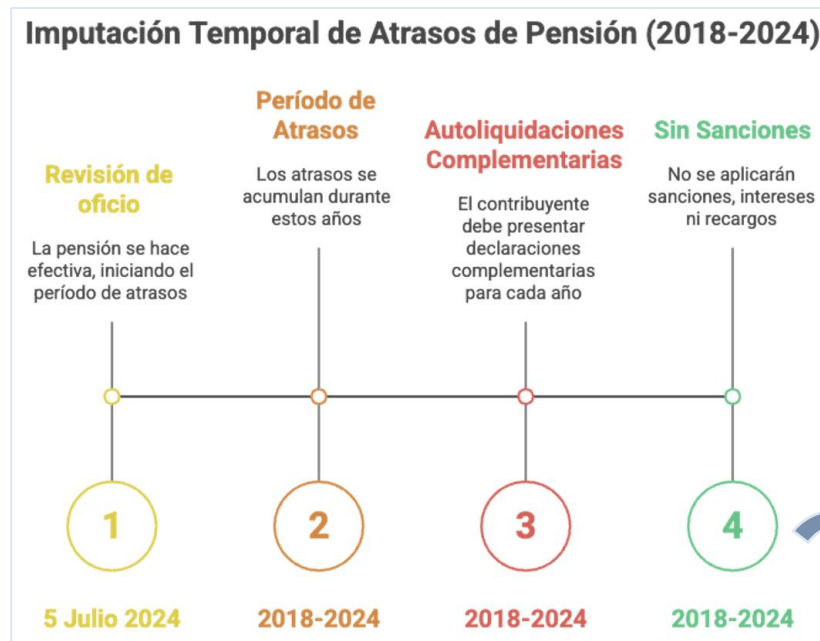 Imputación Temporal de Atrasos de Pensión (2018-2024)
Revisión de
oficio
La pensión se hace
efectiva, iniciando el
período de atrasos
Período de
Atrasos
Los atrasos se
acumulan durante
estos años
Autoliquidaciones
Complementarias
El contribuyente
debe presentar
declaraciones
complementarias
para cada año
Sin Sanciones
No se aplicarán
sanciones, intereses
ni recargos
1
2
3
4
5 Julio 2024
2018-2024
2018-2024
2018-2024